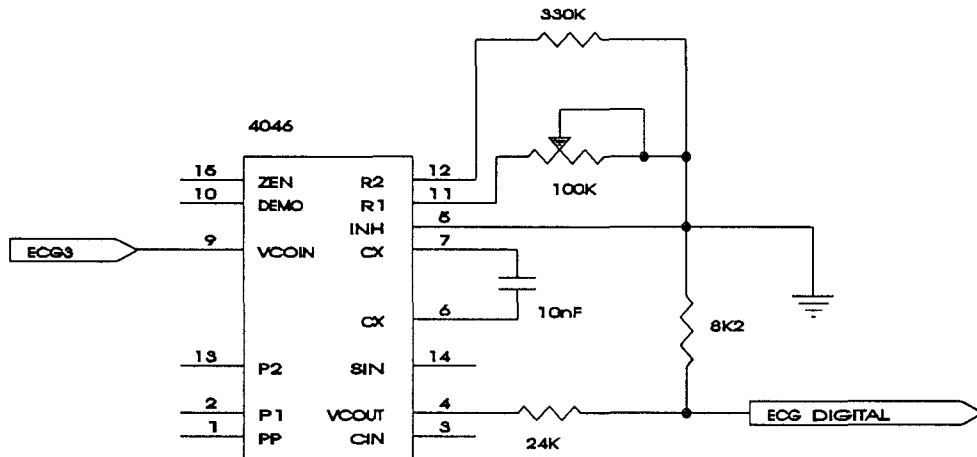 330K
4046
100K
15 ZEN R2 12
10 DEMO R1 11
INH 5
ECG3 9 VCOIN CX 7
10nF
CX 6
8K2
13 P2 SIN 14
2 P1 VCOUT 4
ECG DIGITAL
1 PP CIN 3
24K